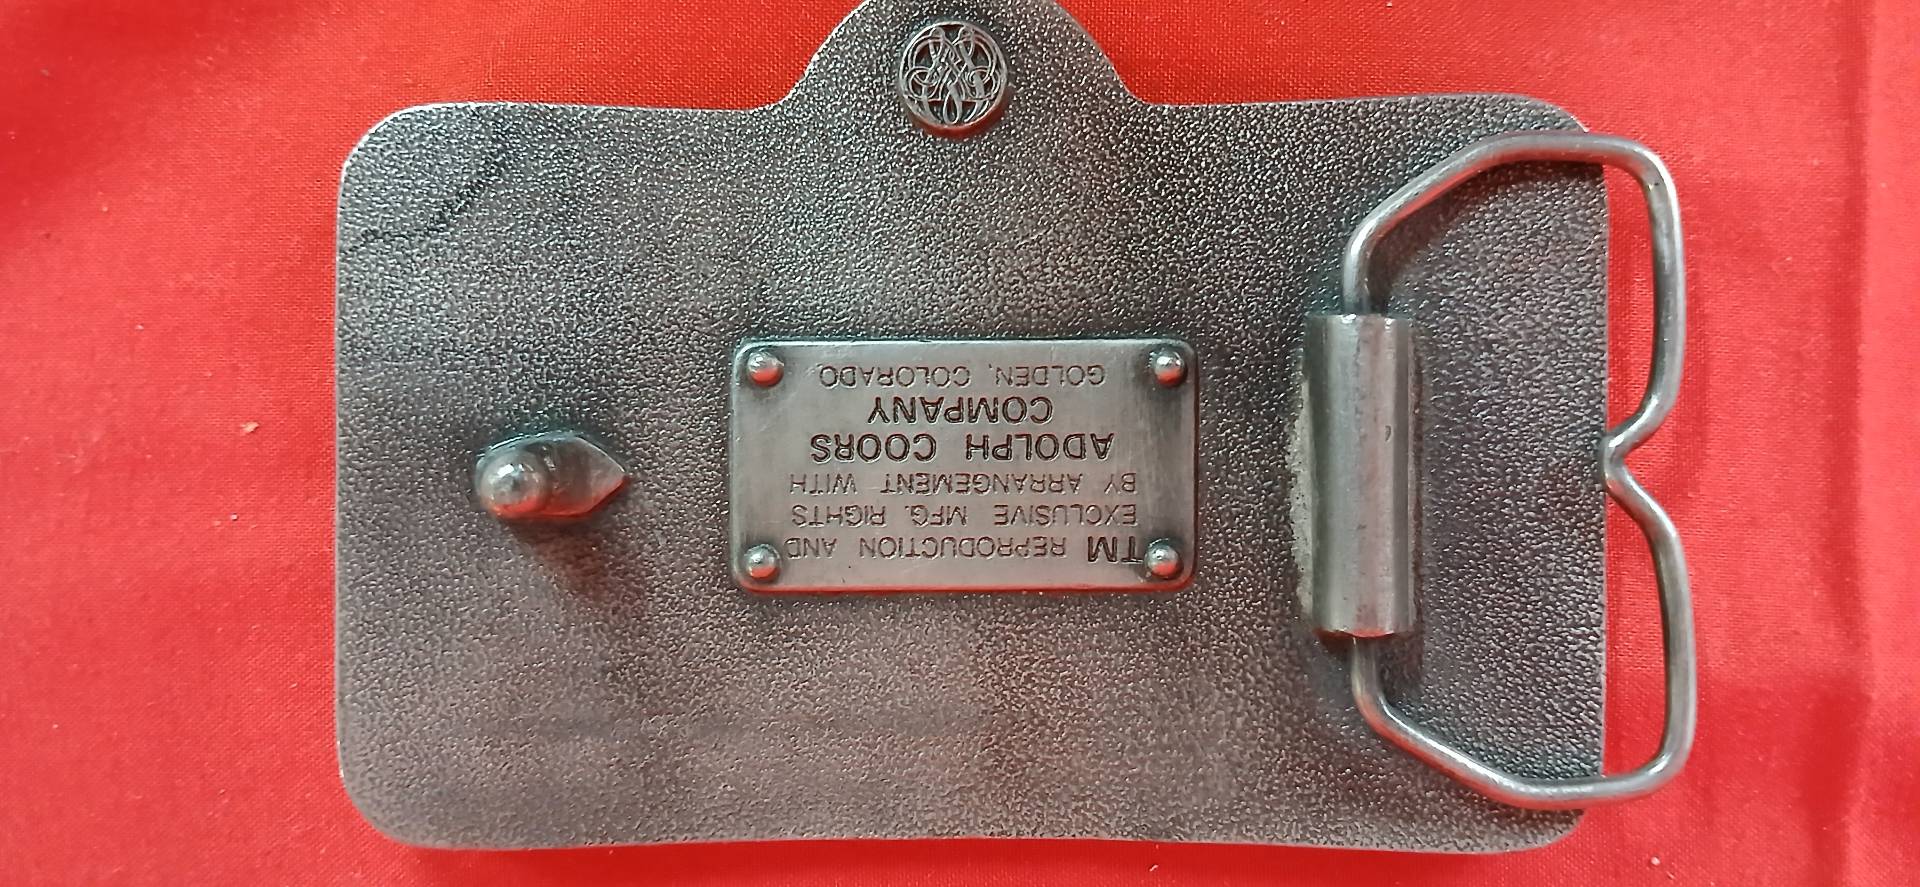 TM REPRODUCTION AND
EXCLUSIVE MFG. RIGHTS
BY ARRANGEMENT WITH
ADOLPH COORS
COMPANY
GOLDEN, COLORADO